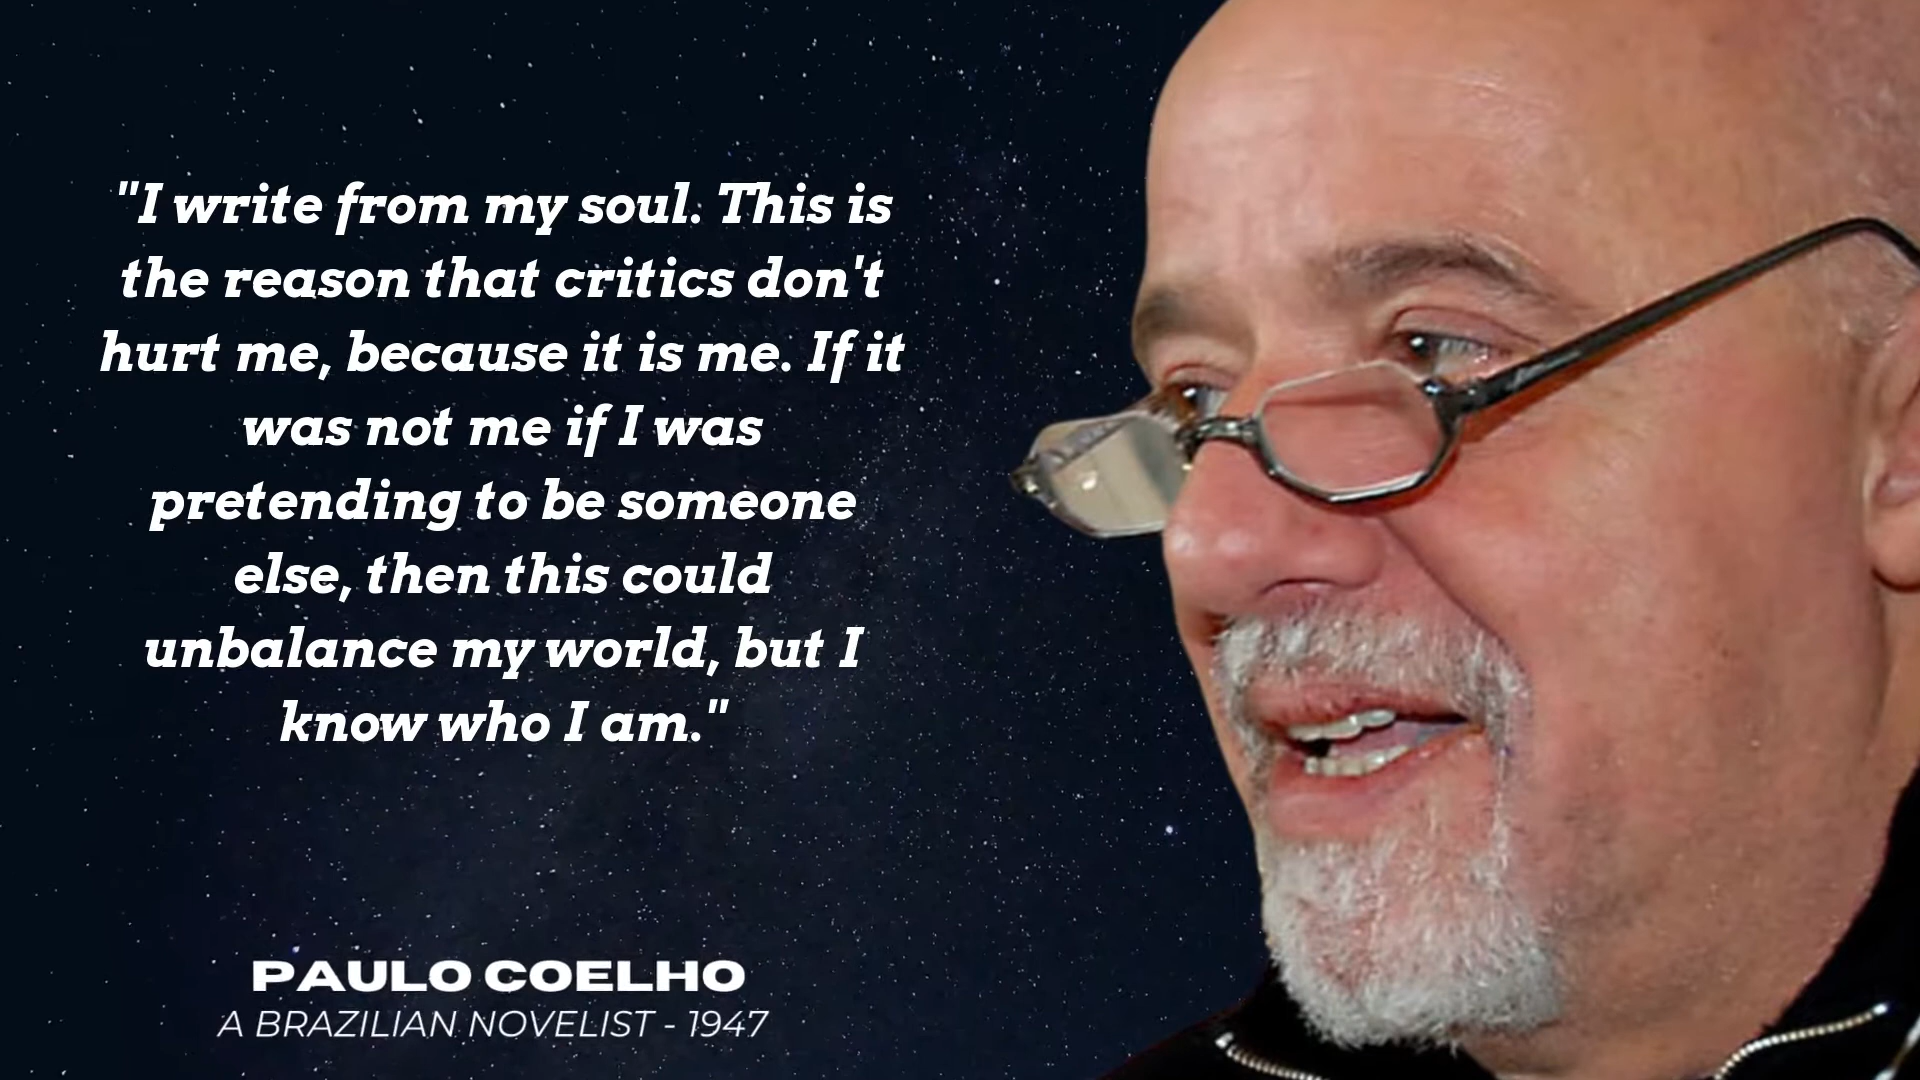 "I write from my soul. This is
the reason that critics don't
hurt me, because it is me. If it
was not me if I was
pretending to be someone
else, then this could
unbalance my world, but I
know who I am."
PAULO COELHO
A BRAZILIAN NOVELIST - 1947